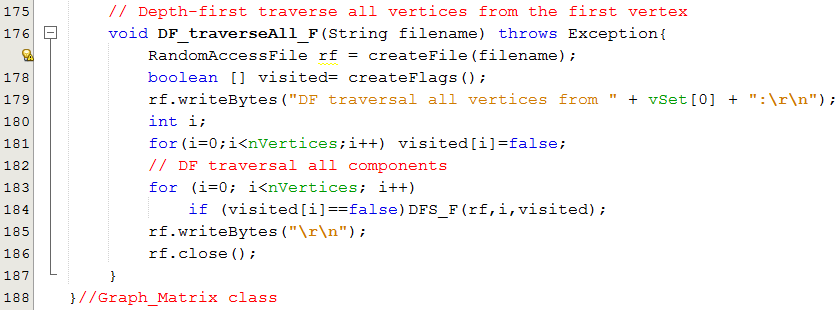 175 // Depth-first traverse all vertices from the first vertex
176 void DF_traverseAll_F(String filename) throws Exception{
RandomAccessFile rf = createFile(filename);
178 boolean [] visited= createFlags();
179 rf.writeBytes("DF traversal all vertices from " + vSet[0] + ":\r\n");
180 int i;
181 for(i=0;i<nVertices;i++) visited[i]=false;
182 // DF traversal all components
183 for (i=0; i<nVertices; i++)
184 if (visited[i]==false)DFS_F(rf,i,visited);
185 rf.writeBytes("\r\n");
186 rf.close();
187 }
188 }//Graph_Matrix class